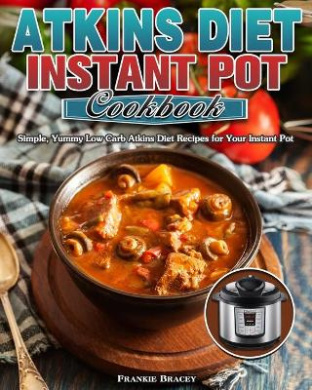 ATKINS DIET
INSTANT POT
Cookbook
Simple, Yummy Low Carb Atkins Diet Recipes for Your Instant Pot
FRANKIE BRACEY